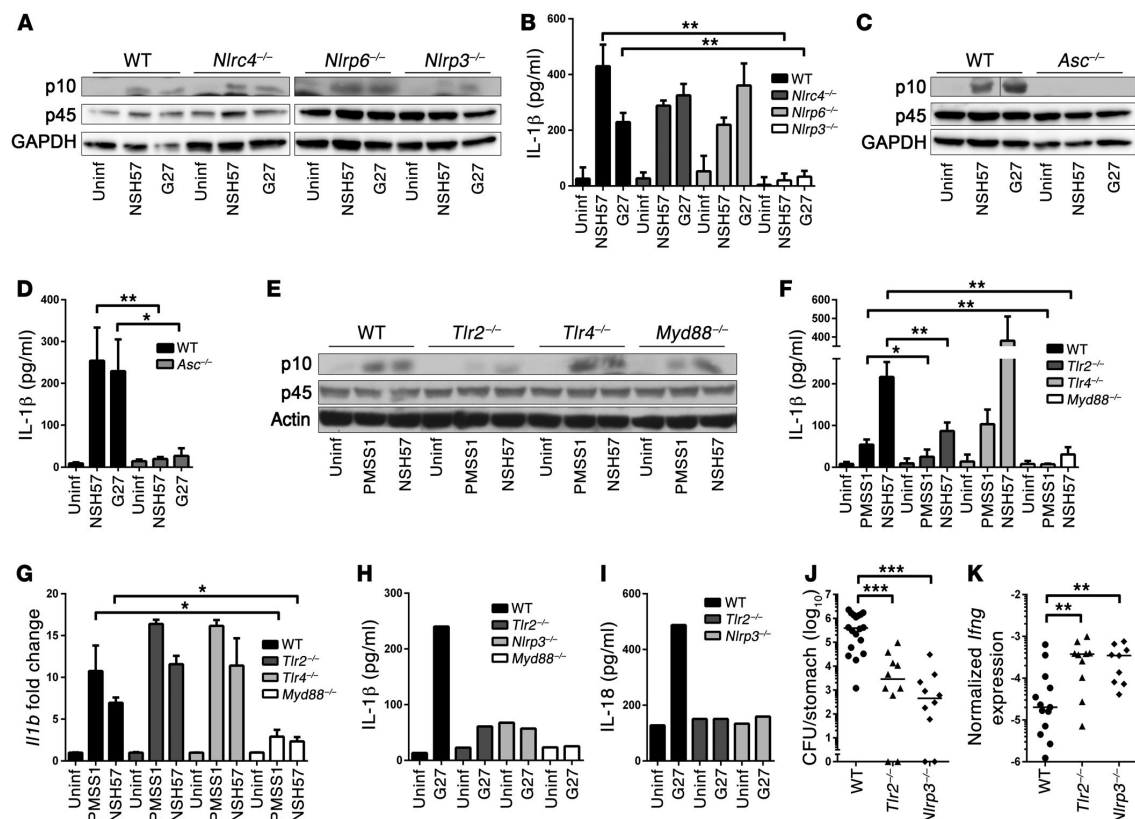 A
WT Nlrc4–/– Nlrp6–/– Nlrp3–/–
p10
p45
GAPDH
Uninf NSH57 G27 Uninf NSH57 G27 Uninf NSH57 G27 Uninf NSH57 G27
B
IL-1β (pg/ml)
600
400
200
0
**
**
WT
Nlrc4–/–
Nlrp6–/–
Nlrp3–/–
Uninf NSH57 G27 Uninf NSH57 G27 Uninf NSH57 G27 Uninf NSH57 G27
C
WT Asc–/–
p10
p45
GAPDH
Uninf NSH57 G27 Uninf NSH57 G27
D
IL-1β (pg/ml)
400
300
200
100
0
**
*
WT
Asc–/–
Uninf NSH57 G27 Uninf NSH57 G27
E
WT Tlr2–/– Tlr4–/– Myd88–/–
p10
p45
Actin
Uninf PMSS1 NSH57 Uninf PMSS1 NSH57 Uninf PMSS1 NSH57 Uninf PMSS1 NSH57
F
IL-1β (pg/ml)
600
500
400
300
200
100
0
**
**
**
*
WT
Tlr2–/–
Tlr4–/–
Myd88–/–
Uninf PMSS1 NSH57 Uninf PMSS1 NSH57 Uninf PMSS1 NSH57 Uninf PMSS1 NSH57
G
Il1b fold change
20
15
10
5
0
*
*
WT
Tlr2–/–
Tlr4–/–
Myd88–/–
Uninf PMSS1 NSH57 Uninf PMSS1 NSH57 Uninf PMSS1 NSH57 Uninf PMSS1 NSH57
H
IL-1β (pg/ml)
300
150
0
WT
Tlr2–/–
Nlrp3–/–
Myd88–/–
Uninf G27 Uninf G27 Uninf G27 Uninf G27
I
IL-18 (pg/ml)
600
400
200
0
WT
Tlr2–/–
Nlrp3–/–
Uninf G27 Uninf G27 Uninf G27
J
CFU/stomach (log10)
7
6
5
4
3
2
0
***
***
WT Tlr2–/– Nlrp3–/–
K
Normalized Ifng
expression
-2
-3
-4
-5
-6
**
**
WT Tlr2–/– Nlrp3–/–